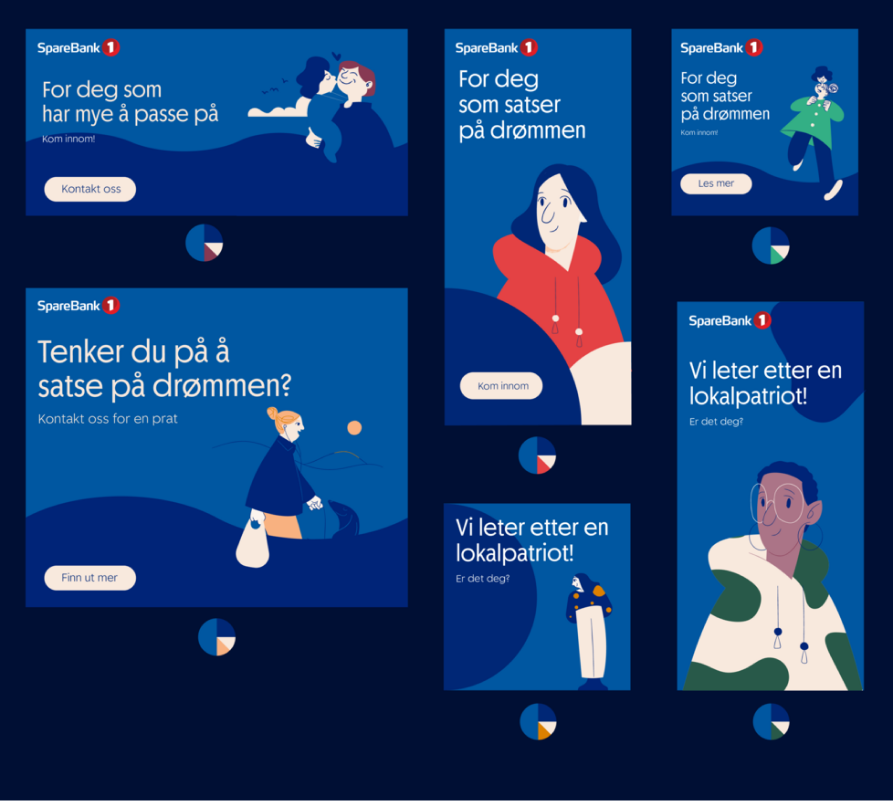 SpareBank 1
For deg som
har mye å passe på
Kom innom!
Kontakt oss
SpareBank 1
Tenker du på å
satse på drømmen?
Kontakt oss for en prat
Finn ut mer
SpareBank 1
For deg
som satser
på drømmen
Kom innom
Vi leter etter en
lokalpatriot!
Er det deg?
SpareBank 1
For deg
som satser
på drømmen
Kom innom!
Les mer
SpareBank 1
Vi leter etter en
lokalpatriot!
Er det deg?